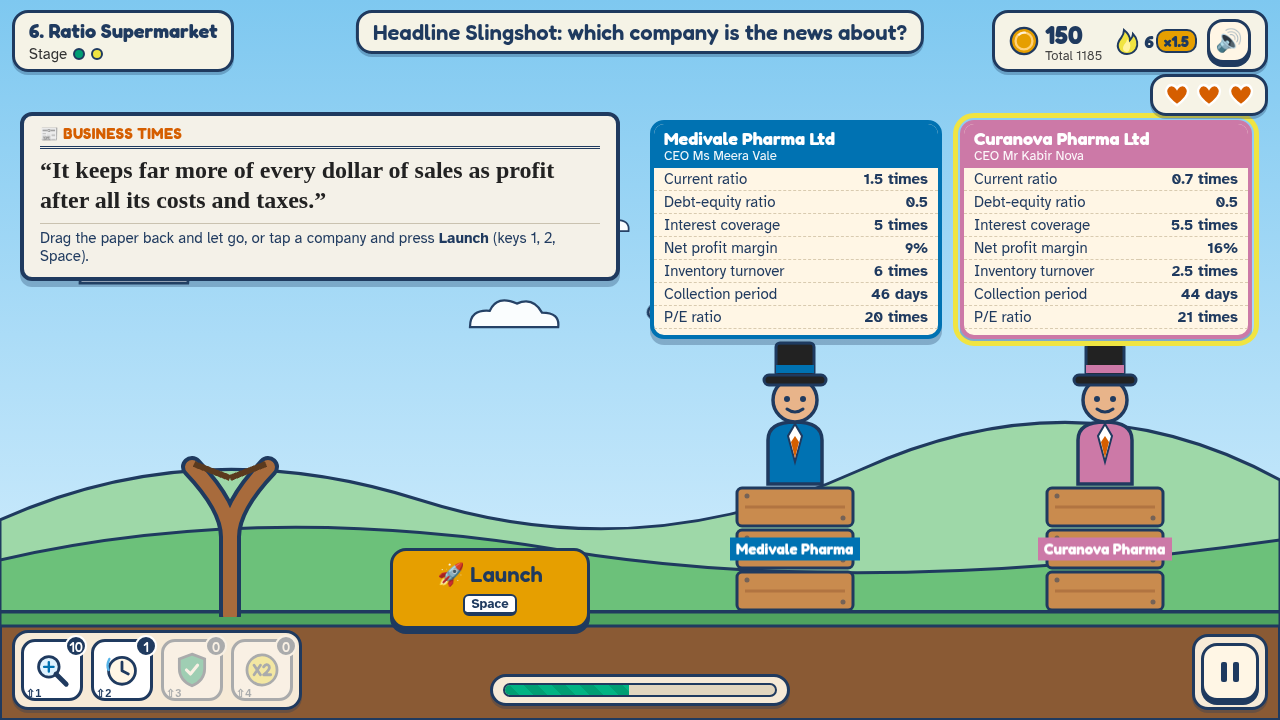 6. Ratio Supermarket
Stage
Headline Slingshot: which company is the news about?
150
Total 1185
6
x1.5
📰 BUSINESS TIMES
“It keeps far more of every dollar of sales as profit
after all its costs and taxes.”
Drag the paper back and let go, or tap a company and press Launch (keys 1, 2,
Space).
Medivale Pharma Ltd
CEO Ms Meera Vale
Current ratio 1.5 times
Debt-equity ratio 0.5
Interest coverage 5 times
Net profit margin 9%
Inventory turnover 6 times
Collection period 46 days
P/E ratio 20 times
Curanova Pharma Ltd
CEO Mr Kabir Nova
Current ratio 0.7 times
Debt-equity ratio 0.5
Interest coverage 5.5 times
Net profit margin 16%
Inventory turnover 2.5 times
Collection period 44 days
P/E ratio 21 times
Medivale Pharma
Curanova Pharma
🚀 Launch
Space
10
⇧1
1
⇧2
0
⇧3
X2
0
⇧4